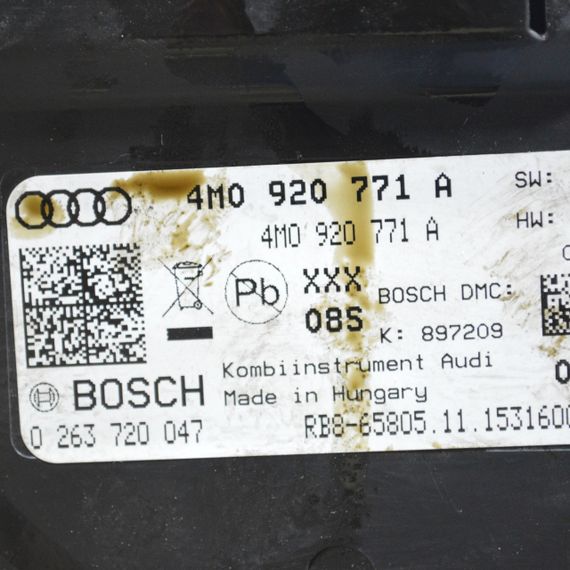 4M0 920 771 A
SW:
4M0 920 771 A
HW:
Pb
XXX
08S
BOSCH DMC:
K: 897209
Kombiinstrument Audi
BOSCH
Made in Hungary
0 263 720 047
RB8-65805.11.1531600